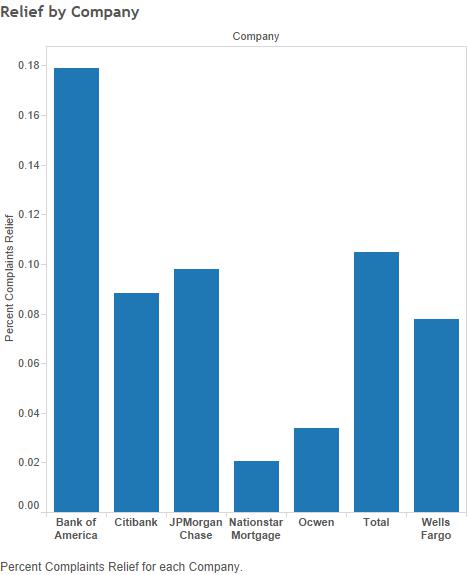 Relief by Company
Company
Percent Complaints Relief
0.18
0.16
0.14
0.12
0.10
0.08
0.06
0.04
0.02
0.00
Bank of
America
Citibank
JPMorgan
Chase
Nationstar
Mortgage
Ocwen
Total
Wells
Fargo
Percent Complaints Relief for each Company.